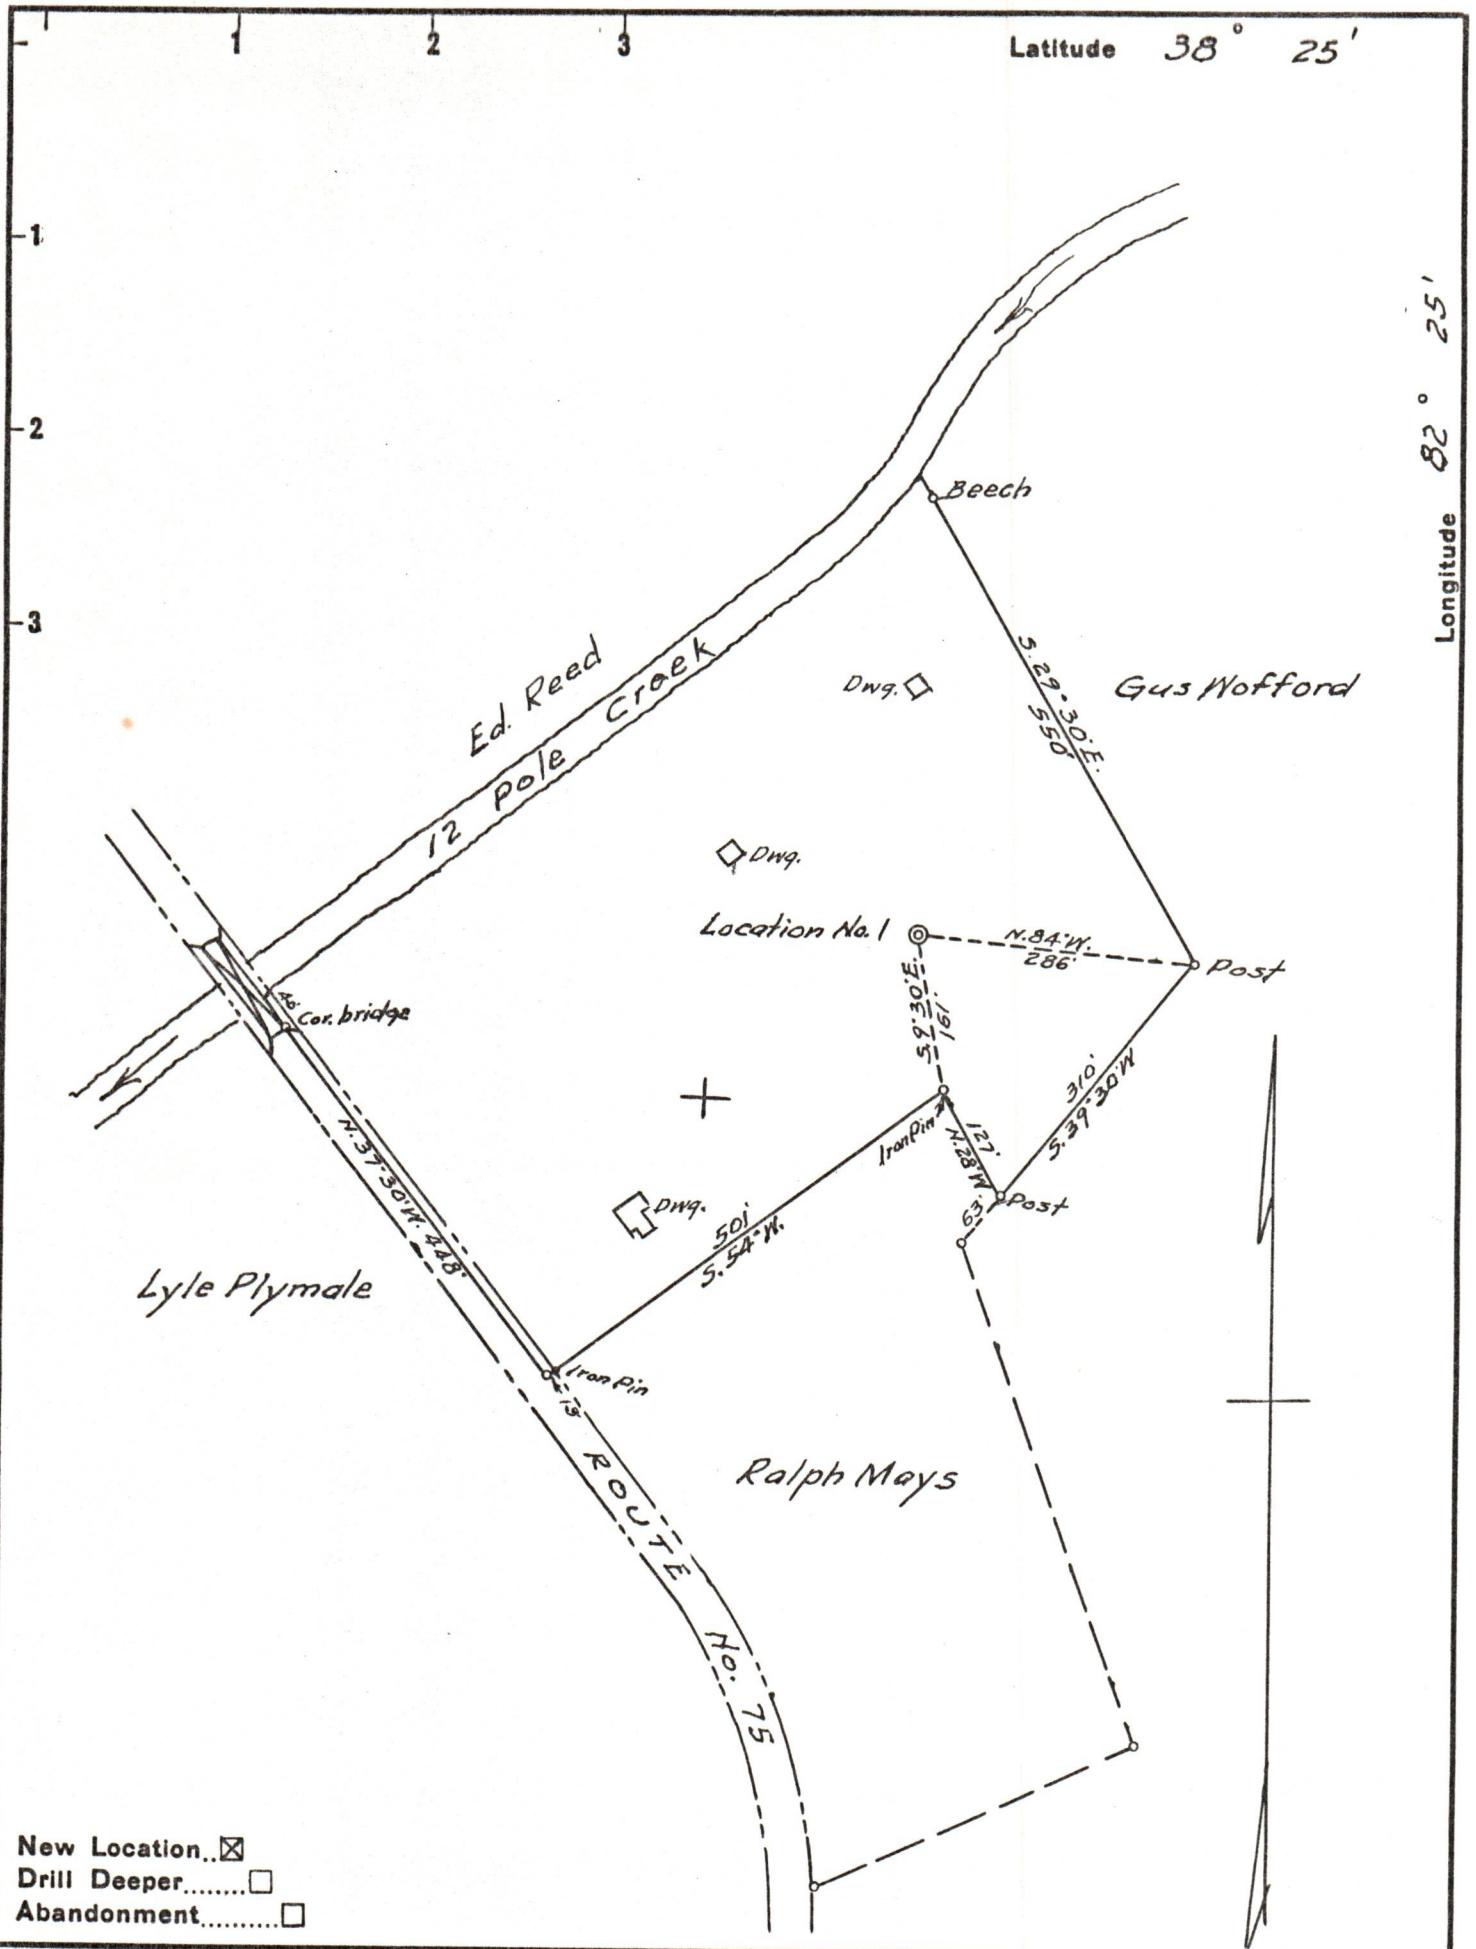 1 2 3
Latitude 38° 25'
1
2
3
Longitude 82° 25'
Beech
Ed. Reed
12 Pole Creek
Dwg.
S. 29° 30' E.
550'
Gus Wofford
Dwg.
Location No. 1
N. 84° W.
286'
Post
40'
Cor. bridge
S. 9° 30' E.
161'
310'
S. 39° 30' W
Iron Pin
127'
N. 28° W
Post
63'
N. 37° 30' W. 448'
Dwg.
501'
S. 54° W.
Lyle Plymale
Iron Pin
Ralph Mays
ROUTE No. 75
New Location..☒
Drill Deeper........☐
Abandonment..........☐